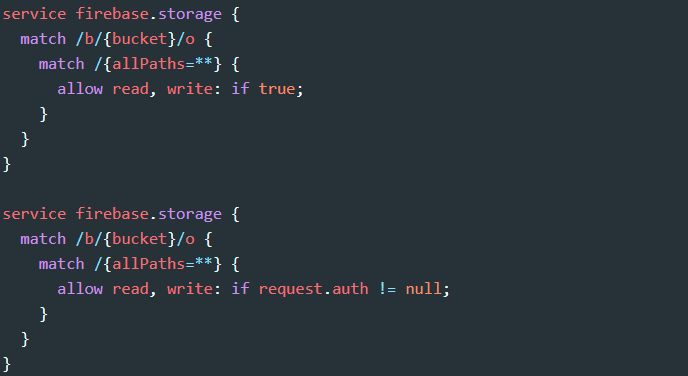 service firebase.storage {
  match /b/{bucket}/o {
    match /{allPaths=**} {
      allow read, write: if true;
    }
  }
}

service firebase.storage {
  match /b/{bucket}/o {
    match /{allPaths=**} {
      allow read, write: if request.auth != null;
    }
  }
}